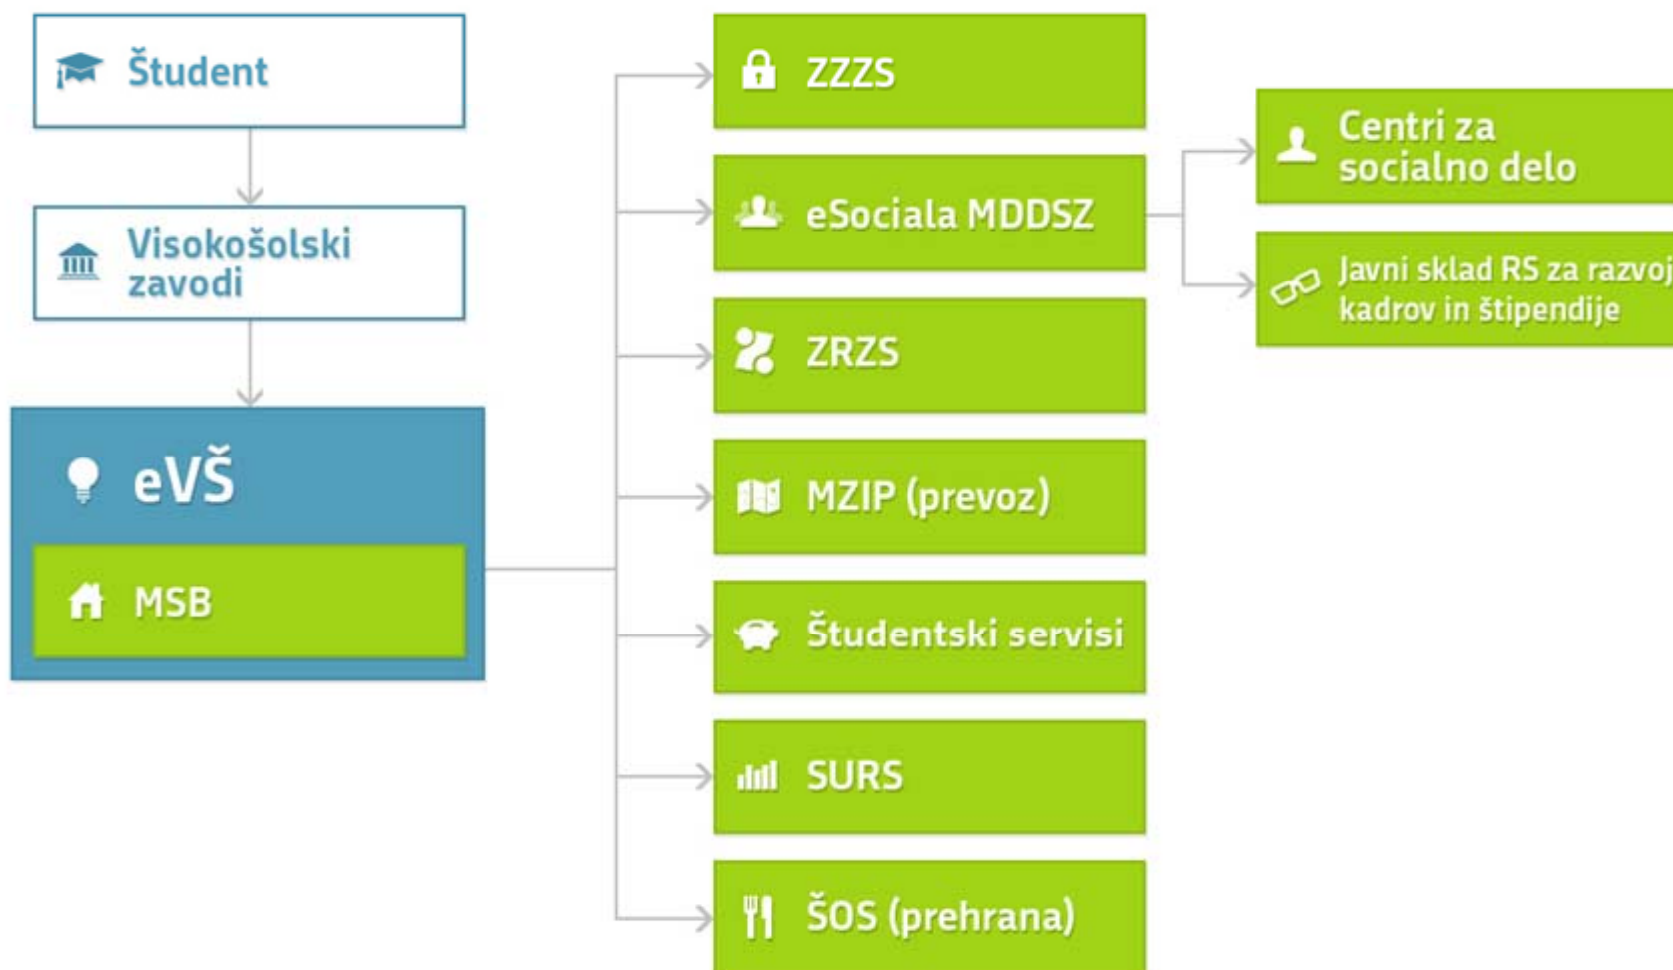 Študent
Visokošolski
zavodi
eVŠ
MSB
ZZZS
eSociala MDDSZ
ZRZS
MZIP (prevoz)
Študentski servisi
SURS
ŠOS (prehrana)
Centri za
socialno delo
Javni sklad RS za razvoj
kadrov in štipendije